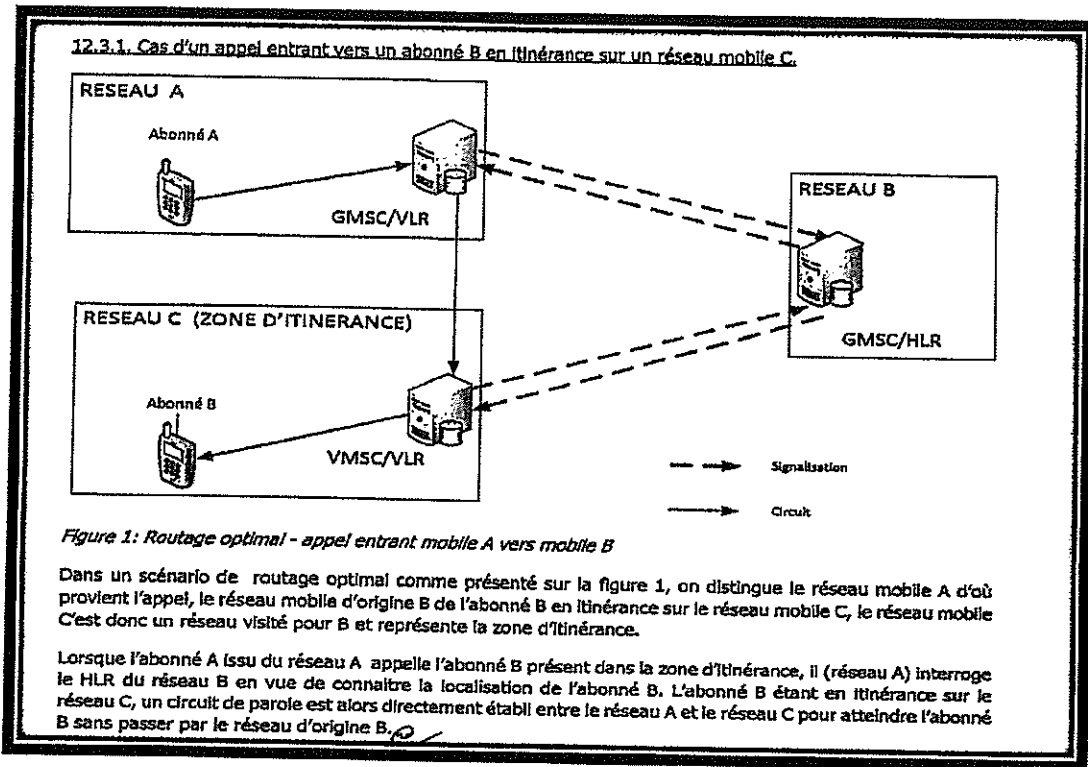 12.3.1. Cas d'un appel entrant vers un abonné B en itinérance sur un réseau mobile C.
RESEAU A
Abonné A
GMSC/VLR
RESEAU B
GMSC/HLR
RESEAU C (ZONE D'ITINERANCE)
Abonné B
VMSC/VLR
Signalisation
Circuit
Figure 1: Routage optimal - appel entrant mobile A vers mobile B
Dans un scénario de routage optimal comme présenté sur la figure 1, on distingue le réseau mobile A d'où
provient l'appel, le réseau mobile d'origine B de l'abonné B en itinérance sur le réseau mobile C, le réseau mobile
C'est donc un réseau visité pour B et représente la zone d'itinérance.
Lorsque l'abonné A issu du réseau A appelle l'abonné B présent dans la zone d'itinérance, il (réseau A) interroge
le HLR du réseau B en vue de connaitre la localisation de l'abonné B. L'abonné B étant en itinérance sur le
réseau C, un circuit de parole est alors directement établi entre le réseau A et le réseau C pour atteindre l'abonné
B sans passer par le réseau d'origine B.